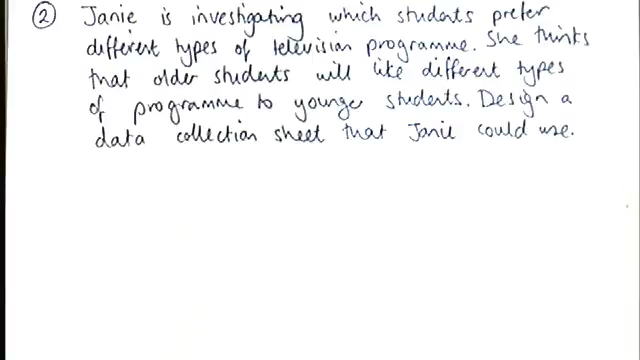 ② Janie is investigating which students prefer
different types of television programme. She thinks
that older students will like different types
of programme to younger students. Design a
data collection sheet that Janie could use.